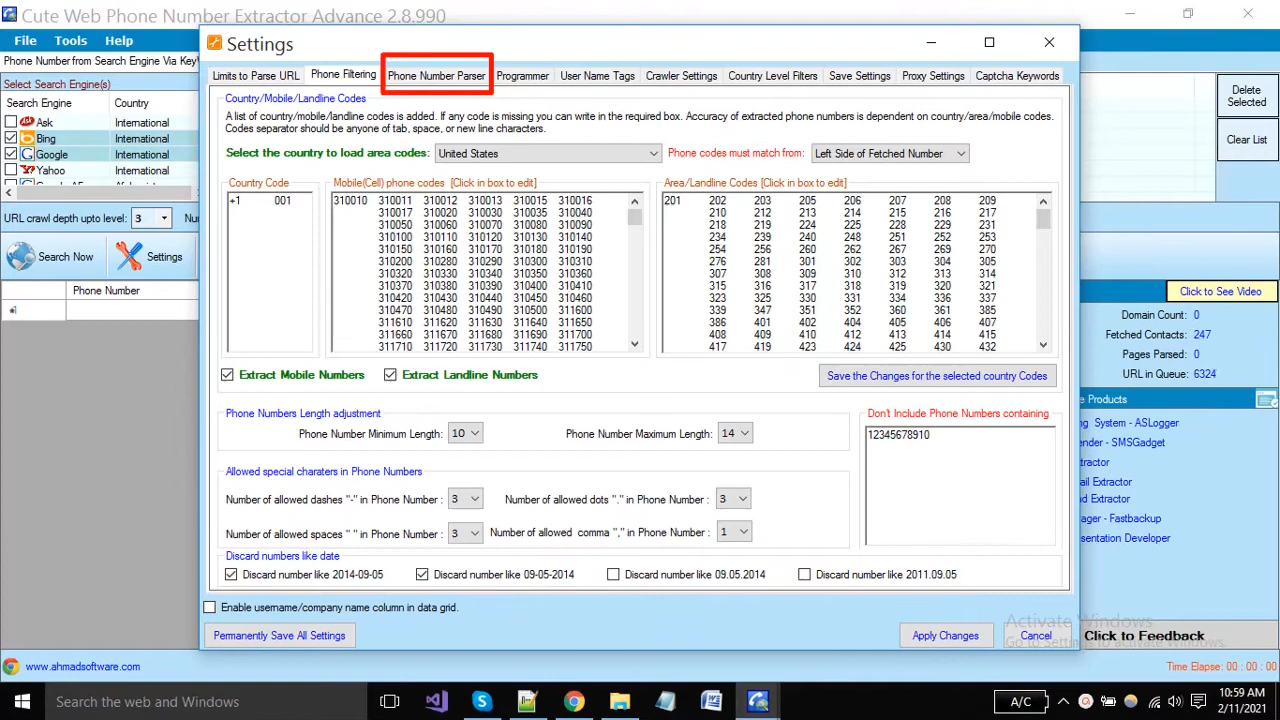 Cute Web Phone Number Extractor Advance 2.8.990
File Tools Help
Phone Number from Search Engine Via Key
Select Search Engine(s)
Search Engine Country
Ask International
Bing International
Google International
Yahoo International
URL crawl depth upto level: 3
Search Now Settings
Phone Number
Settings
Limits to Parse URL Phone Filtering Phone Number Parser Programmer User Name Tags Crawler Settings Country Level Filters Save Settings Proxy Settings Captcha Keywords
Country/Mobile/Landline Codes
A list of country/mobile/landline codes is added. If any code is missing you can write in the required box. Accuracy of extracted phone numbers is dependent on country/area/mobile codes.
Codes separator should be anyone of tab, space, or new line characters.
Select the country to load area codes: United States Phone codes must match from: Left Side of Fetched Number
Country Code Mobile(Cell) phone codes [Click in box to edit] Area/Landline Codes [Click in box to edit]
+1 001 310010 310011 310012 310013 310015 310016 201 202 203 205 206 207 208 209
310017 310020 310030 310035 310040 210 212 213 214 215 216 217
310050 310060 310070 310080 310090 218 219 224 225 228 229 231
310100 310110 310120 310130 310140 234 239 240 248 251 252 253
310150 310160 310170 310180 310190 254 256 260 262 267 269 270
310200 310280 310290 310300 310310 276 281 301 302 303 304 305
310320 310340 310340 310350 310360 307 308 309 310 312 313 314
310370 310380 310390 310400 310410 315 316 317 318 319 320 321
310420 310430 310440 310450 310460 323 325 330 331 334 336 337
310470 310480 310490 310500 311600 339 347 351 352 360 361 385
311610 311620 311630 311640 311650 386 401 402 404 405 406 407
311660 311670 311680 311690 311700 408 409 410 412 413 414 415
311710 311720 311730 311740 311750 417 419 423 424 425 430 432
Extract Mobile Numbers Extract Landline Numbers Save the Changes for the selected country Codes
Phone Numbers Length adjustment
Phone Number Minimum Length: 10 Phone Number Maximum Length: 14
Don't Include Phone Numbers containing
12345678910
Allowed special charaters in Phone Numbers
Number of allowed dashes "-" in Phone Number : 3 Number of allowed dots "." in Phone Number : 3
Number of allowed spaces " " in Phone Number : 3 Number of allowed comma "," in Phone Number : 1
Discard numbers like date
Discard number like 2014-09-05 Discard number like 09-05-2014 Discard number like 09.05.2014 Discard number like 2011.09.05
Enable username/company name column in data grid.
Permanently Save All Settings Apply Changes Cancel
Delete Selected
Clear List
Click to See Video
Domain Count: 0
Fetched Contacts: 247
Pages Parsed: 0
URL in Queue: 6324
Products
System - ASLogger
ender - SMSGadget
tractor
ail Extractor
nd Extractor
ager - Fastbackup
esentation Developer
Activate Windows
Go to Settings to activate Windows.
Click to Feedback
www.ahmadsoftware.com
Time Elapse: 00 : 00 : 00
Search the web and Windows
A/C
10:59 AM
2/11/2021